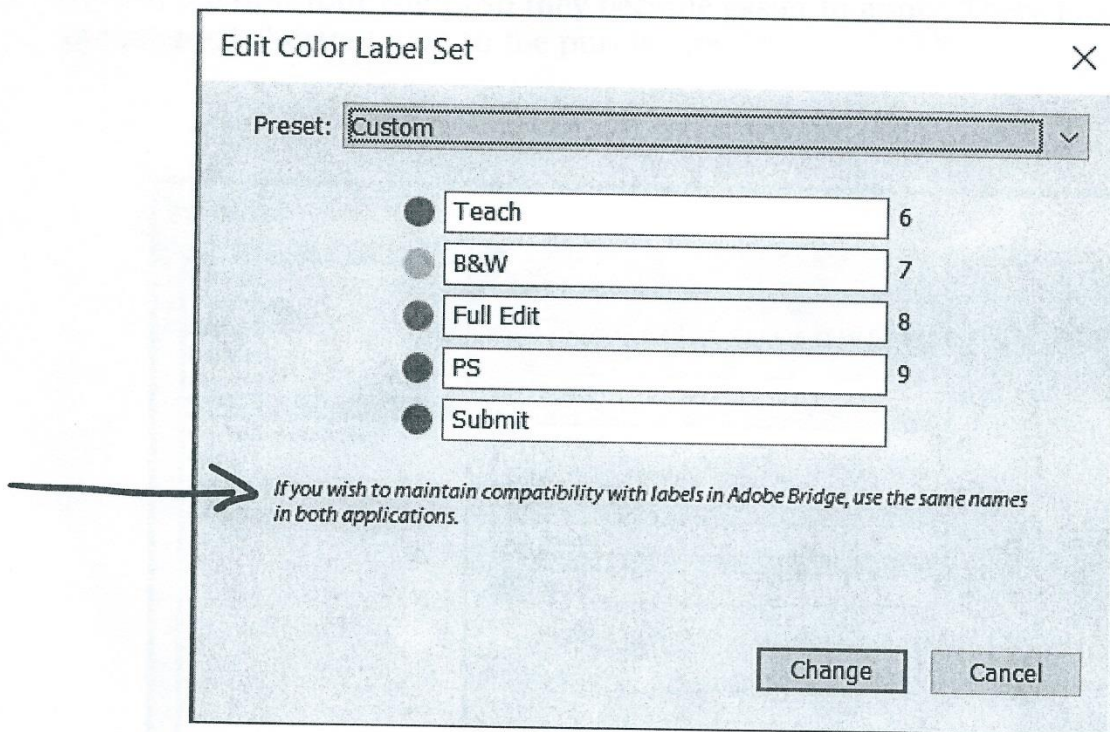 Edit Color Label Set
Preset: Custom
Teach 6
B&W 7
Full Edit 8
PS 9
Submit
If you wish to maintain compatibility with labels in Adobe Bridge, use the same names
in both applications.
Change Cancel